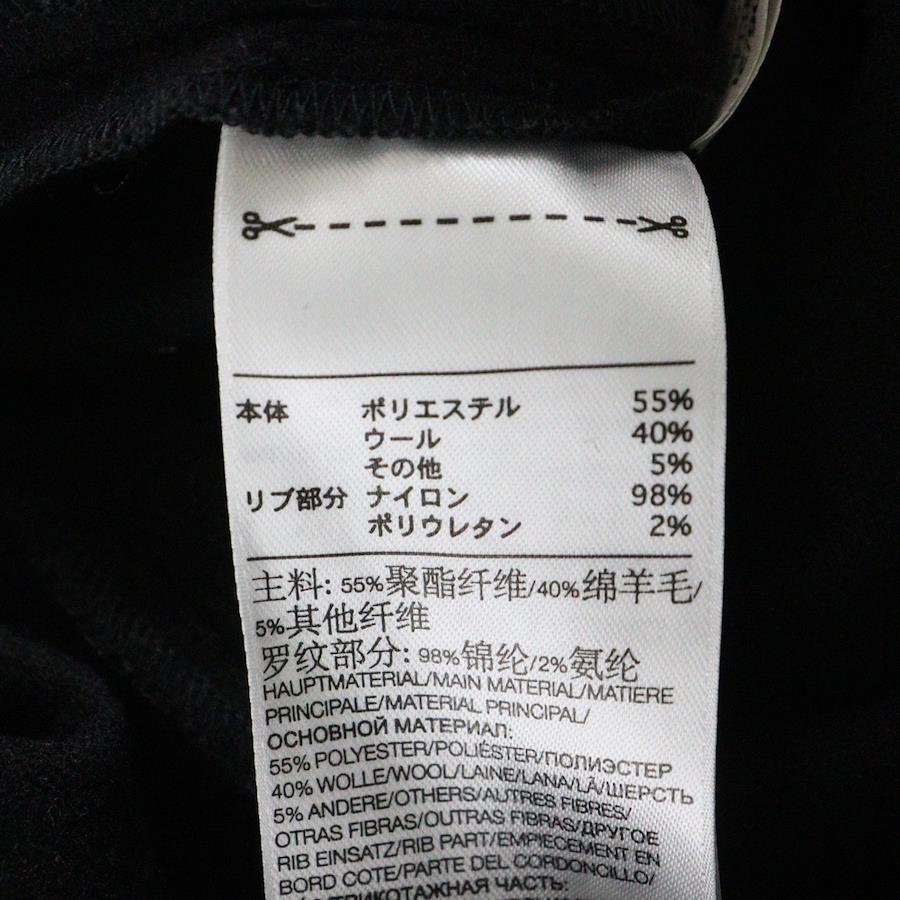 本体 ポリエステル 55%
ウール 40%
その他 5%
リブ部分 ナイロン 98%
ポリウレタン 2%
主料: 55%聚酯纤维/40%绵羊毛/
5%其他纤维
罗纹部分: 98%锦纶/2%氨纶
HAUPTMATERIAL/MAIN MATERIAL/MATIERE
PRINCIPALE/MATERIAL PRINCIPAL/
ОСНОВНОЙ МАТЕРИАЛ:
55% POLYESTER/POLIÉSTER/ПОЛИЭСТЕР
40% WOLLE/WOOL/LAINE/LANA/LÃ/ШЕРСТЬ
5% ANDERE/OTHERS/AUTRES FIBRES/
OTRAS FIBRAS/OUTRAS FIBRAS/ДРУГОЕ
RIB EINSATZ/RIB PART/EMPIECEMENT EN
BORD COTE/PARTE DEL CORDONCILLO/
ТРИКОТАЖНАЯ ЧАСТЬ: